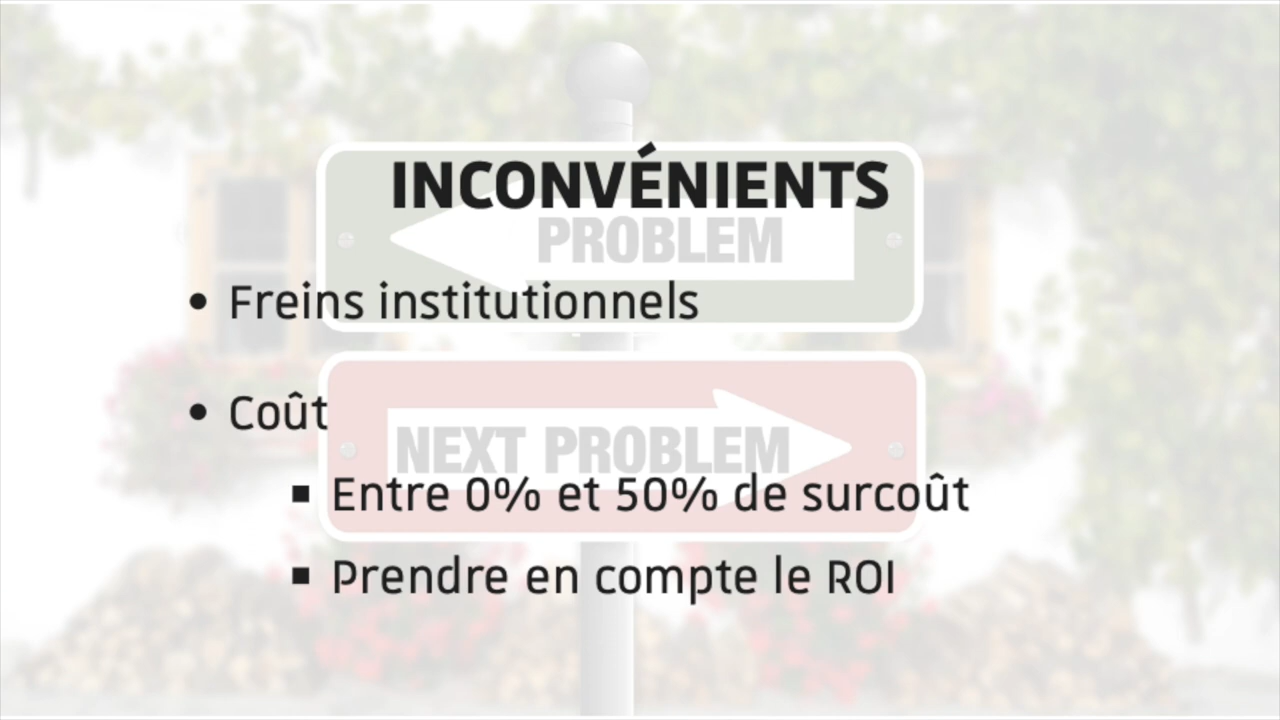 INCONVÉNIENTS
PROBLEM
• Freins institutionnels
• Coût
NEXT PROBLEM
▪ Entre 0% et 50% de surcoût
▪ Prendre en compte le ROI